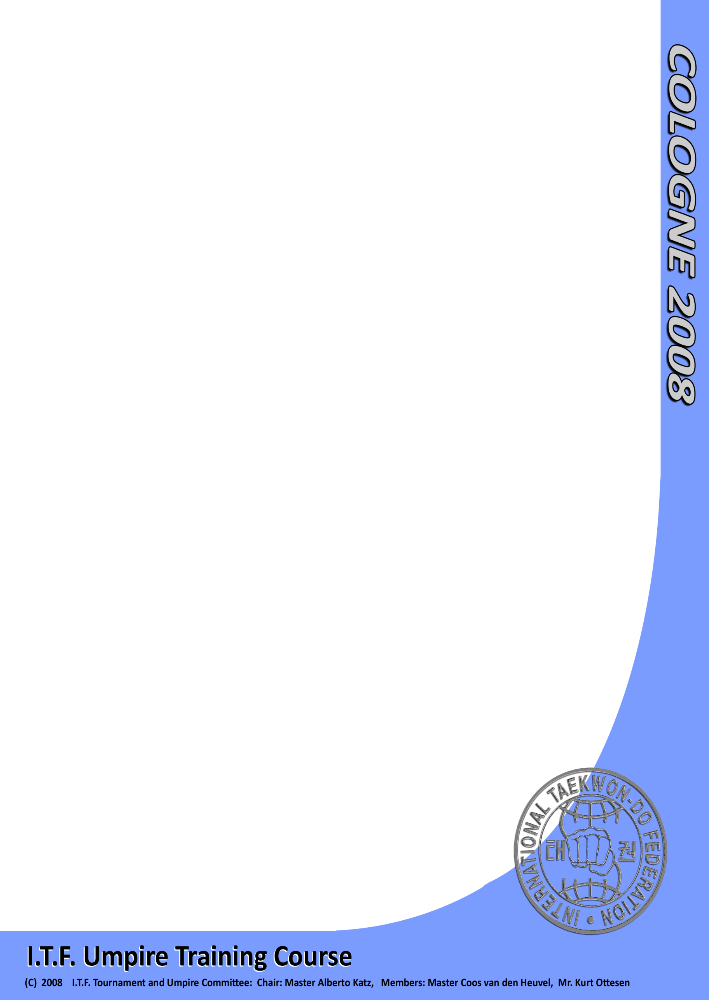 COLOGNE 2008
INTERNATIONAL TAEKWON-DO FEDERATION
태 권
I.T.F. Umpire Training Course
(C) 2008 I.T.F. Tournament and Umpire Committee: Chair: Master Alberto Katz, Members: Master Coos van den Heuvel, Mr. Kurt Ottesen